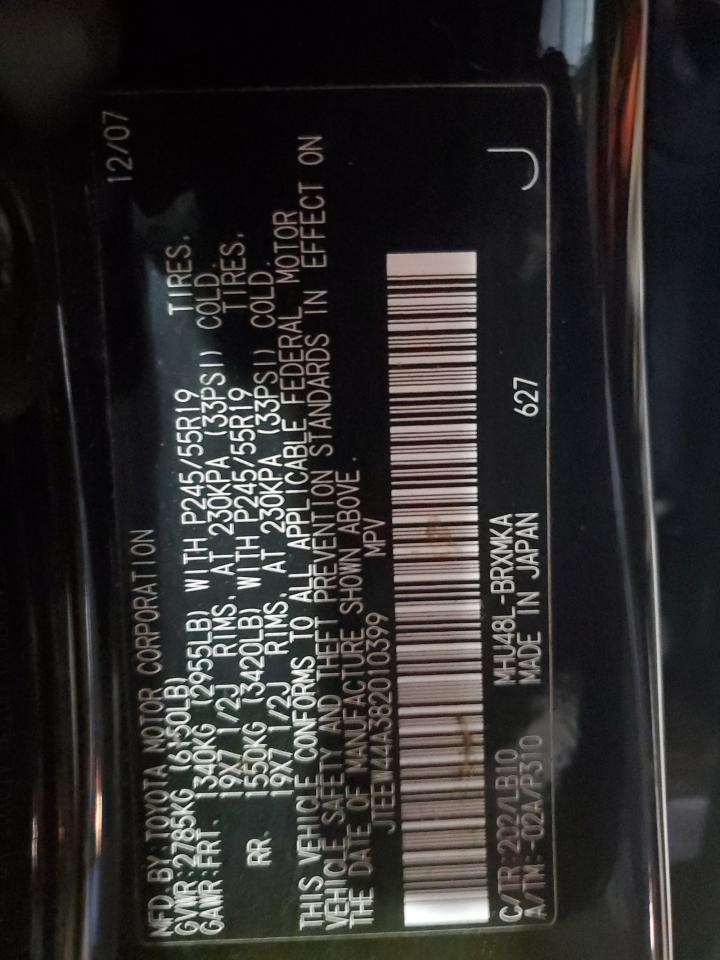 MFD.BY:TOYOTA MOTOR CORPORATION 12/07
GVWR:2785KG (6150LB)
GAWR:FRT. 1340KG (2955LB) WITH P245/55R19 TIRES,
19X7 1/2J RIMS, AT 230KPA (33PSI) COLD.
RR. 1550KG (3420LB) WITH P245/55R19 TIRES,
19X7 1/2J RIMS, AT 230KPA (33PSI) COLD.
THIS VEHICLE CONFORMS TO ALL APPLICABLE FEDERAL MOTOR
VEHICLE SAFETY AND THEFT PREVENTION STANDARDS IN EFFECT ON
THE DATE OF MANUFACTURE SHOWN ABOVE.
JTEEW44A382010399 MPV
C/TR:202/LB10 MHU48L-BRXMKA J
A/TM:-02A/P310 MADE IN JAPAN 627